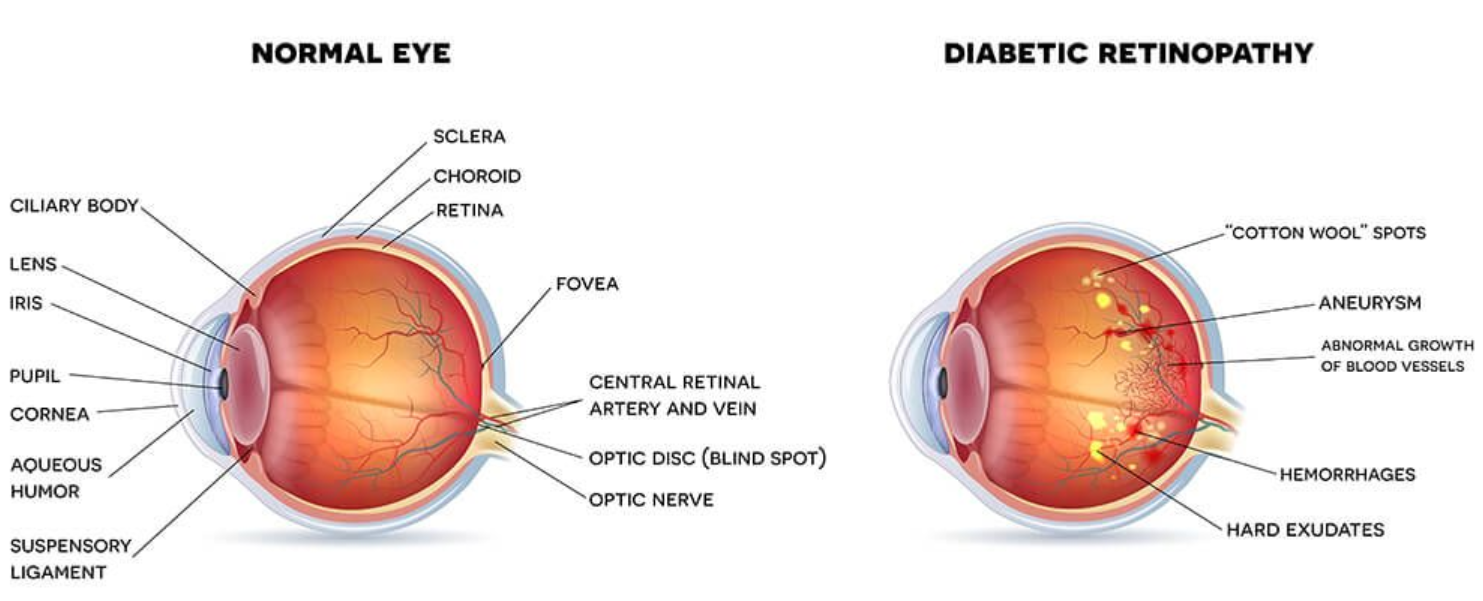 NORMAL EYE
SCLERA
CHOROID
RETINA
CILIARY BODY
LENS
IRIS
PUPIL
CORNEA
AQUEOUS
HUMOR
SUSPENSORY
LIGAMENT
FOVEA
CENTRAL RETINAL
ARTERY AND VEIN
OPTIC DISC (BLIND SPOT)
OPTIC NERVE
DIABETIC RETINOPATHY
"COTTON WOOL" SPOTS
ANEURYSM
ABNORMAL GROWTH
OF BLOOD VESSELS
HEMORRHAGES
HARD EXUDATES